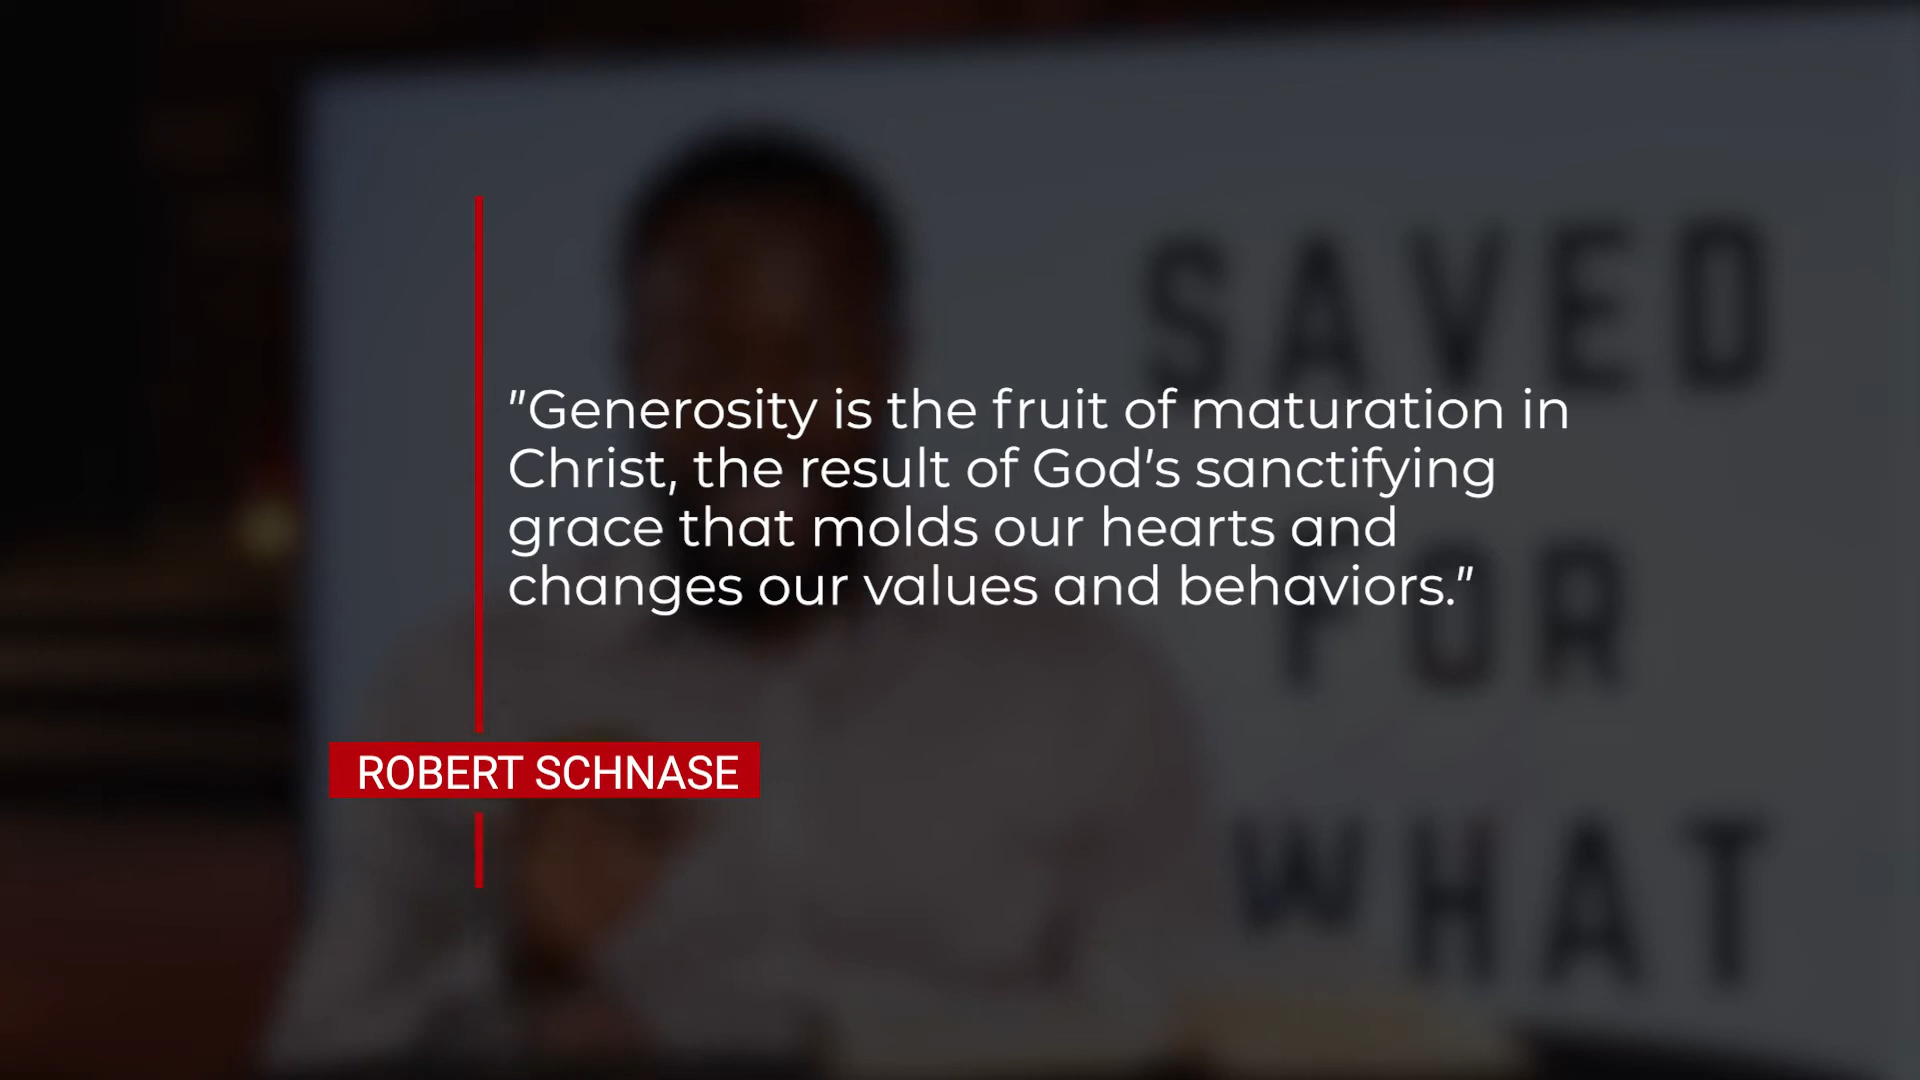 "Generosity is the fruit of maturation in
Christ, the result of God's sanctifying
grace that molds our hearts and
changes our values and behaviors."
ROBERT SCHNASE
SAVED
FOR
WHAT